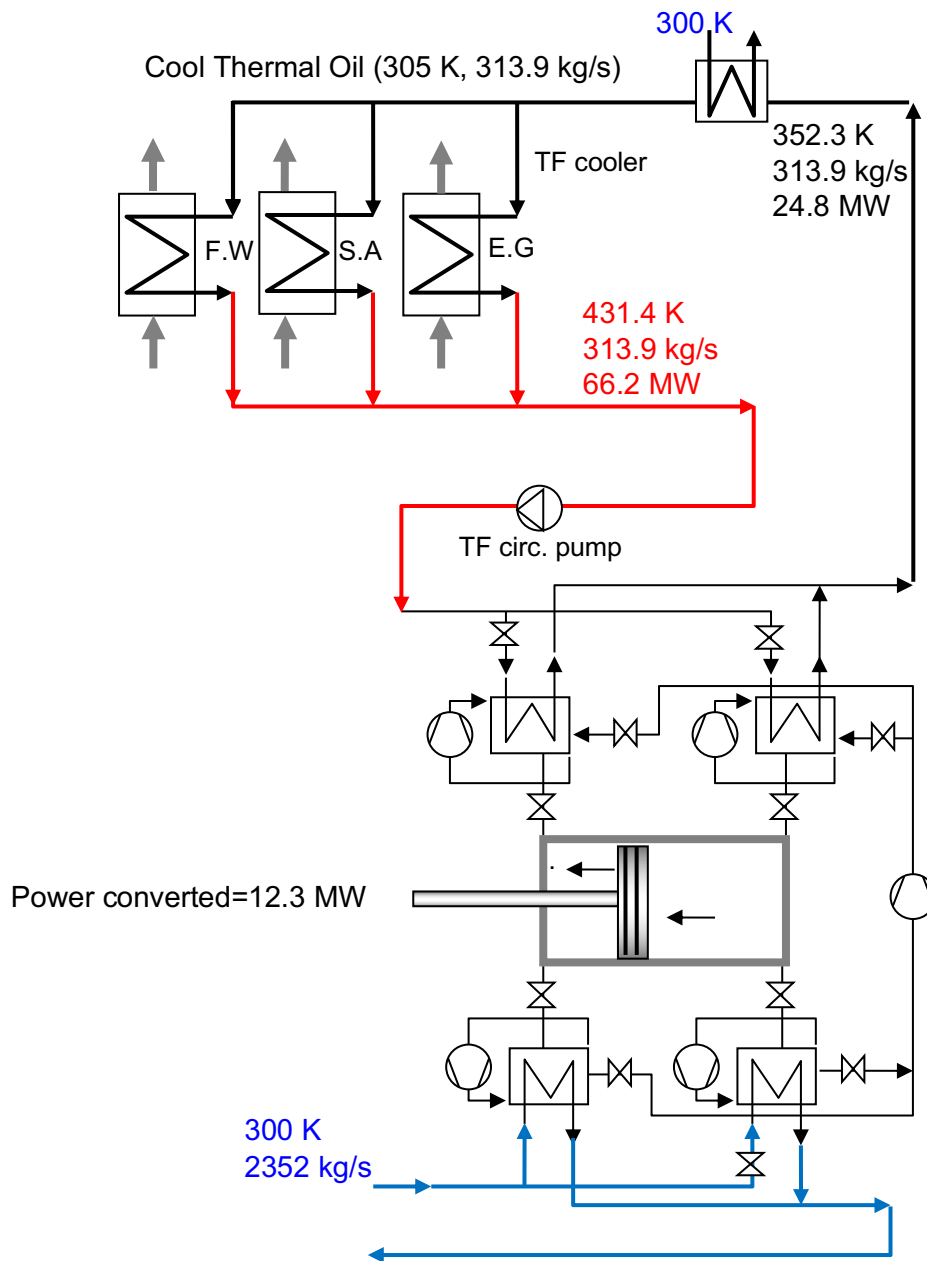 300 K
Cool Thermal Oil (305 K, 313.9 kg/s)
352.3 K
313.9 kg/s
24.8 MW
TF cooler
F.W
S.A
E.G
431.4 K
313.9 kg/s
66.2 MW
TF circ. pump
Power converted=12.3 MW
300 K
2352 kg/s